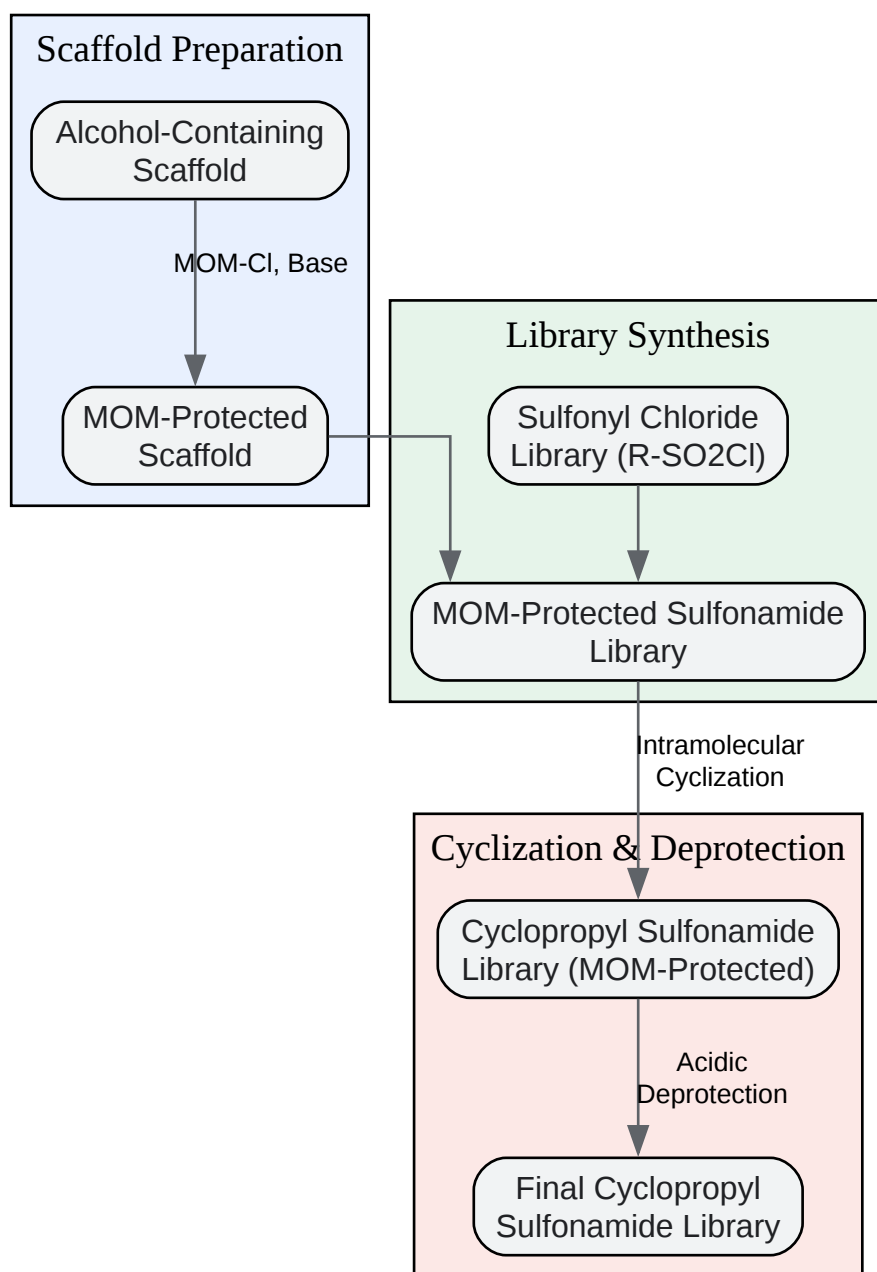 Scaffold Preparation
Alcohol-Containing
Scaffold
MOM-Cl, Base
MOM-Protected
Scaffold
Library Synthesis
Sulfonyl Chloride
Library (R-SO2Cl)
MOM-Protected Sulfonamide
Library
Intramolecular
Cyclization
Cyclization & Deprotection
Cyclopropyl Sulfonamide
Library (MOM-Protected)
Acidic
Deprotection
Final Cyclopropyl
Sulfonamide Library